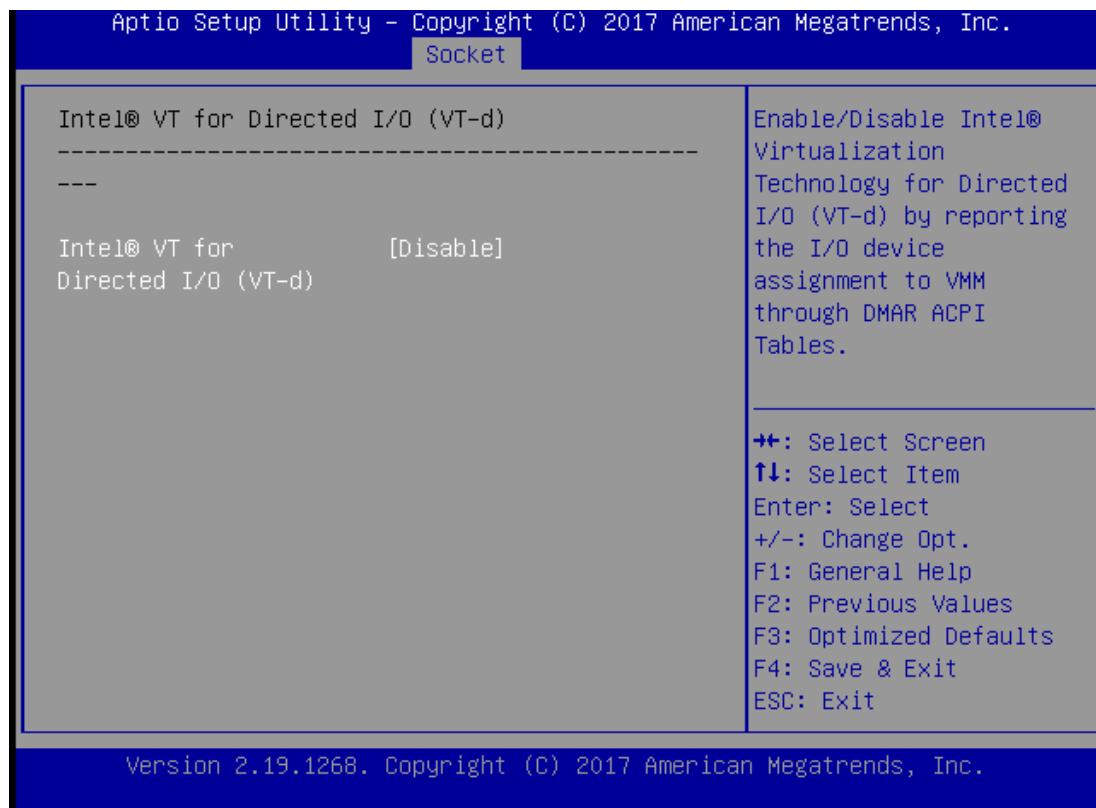 Aptio Setup Utility – Copyright (C) 2017 American Megatrends, Inc.
Socket
Intel® VT for Directed I/O (VT-d)
-----------------------------------------------
---
Intel® VT for [Disable]
Directed I/O (VT-d)
Enable/Disable Intel®
Virtualization
Technology for Directed
I/O (VT-d) by reporting
the I/O device
assignment to VMM
through DMAR ACPI
Tables.
→←: Select Screen
↑↓: Select Item
Enter: Select
+/-: Change Opt.
F1: General Help
F2: Previous Values
F3: Optimized Defaults
F4: Save & Exit
ESC: Exit
Version 2.19.1268. Copyright (C) 2017 American Megatrends, Inc.